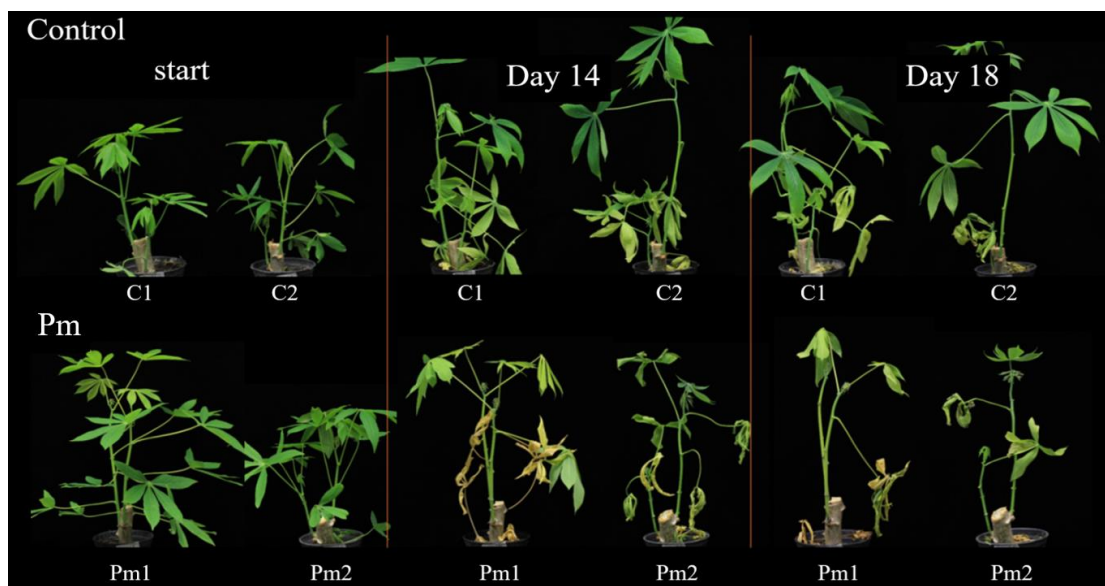 Control
start
Day 14
Day 18
C1
C2
C1
C2
C1
C2
Pm
Pm1
Pm2
Pm1
Pm2
Pm1
Pm2